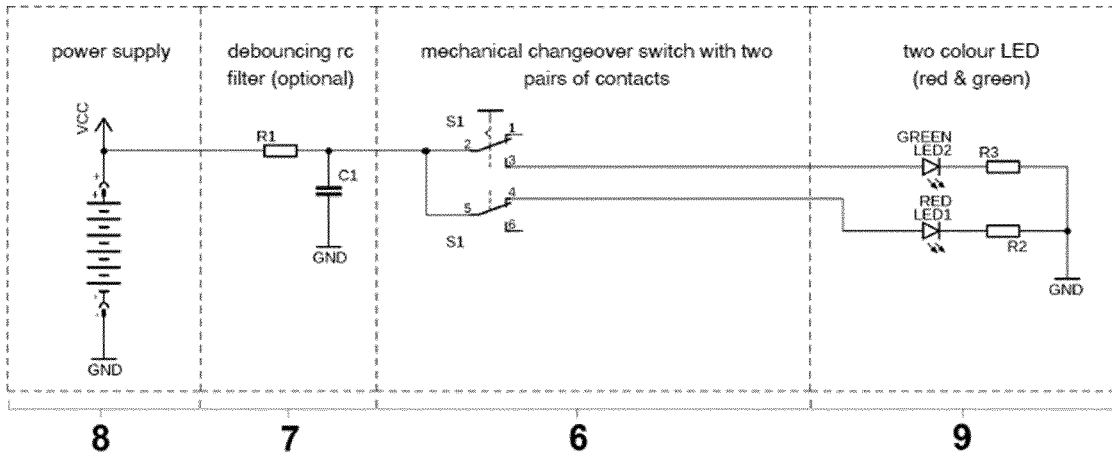 power supply
debouncing rc
filter (optional)
mechanical changeover switch with two
pairs of contacts
two colour LED
(red & green)
VCC
R1
C1
GND
GND
S1
1
2
3
4
5
6
S1
GREEN
LED2
R3
RED
LED1
R2
GND
8
7
6
9